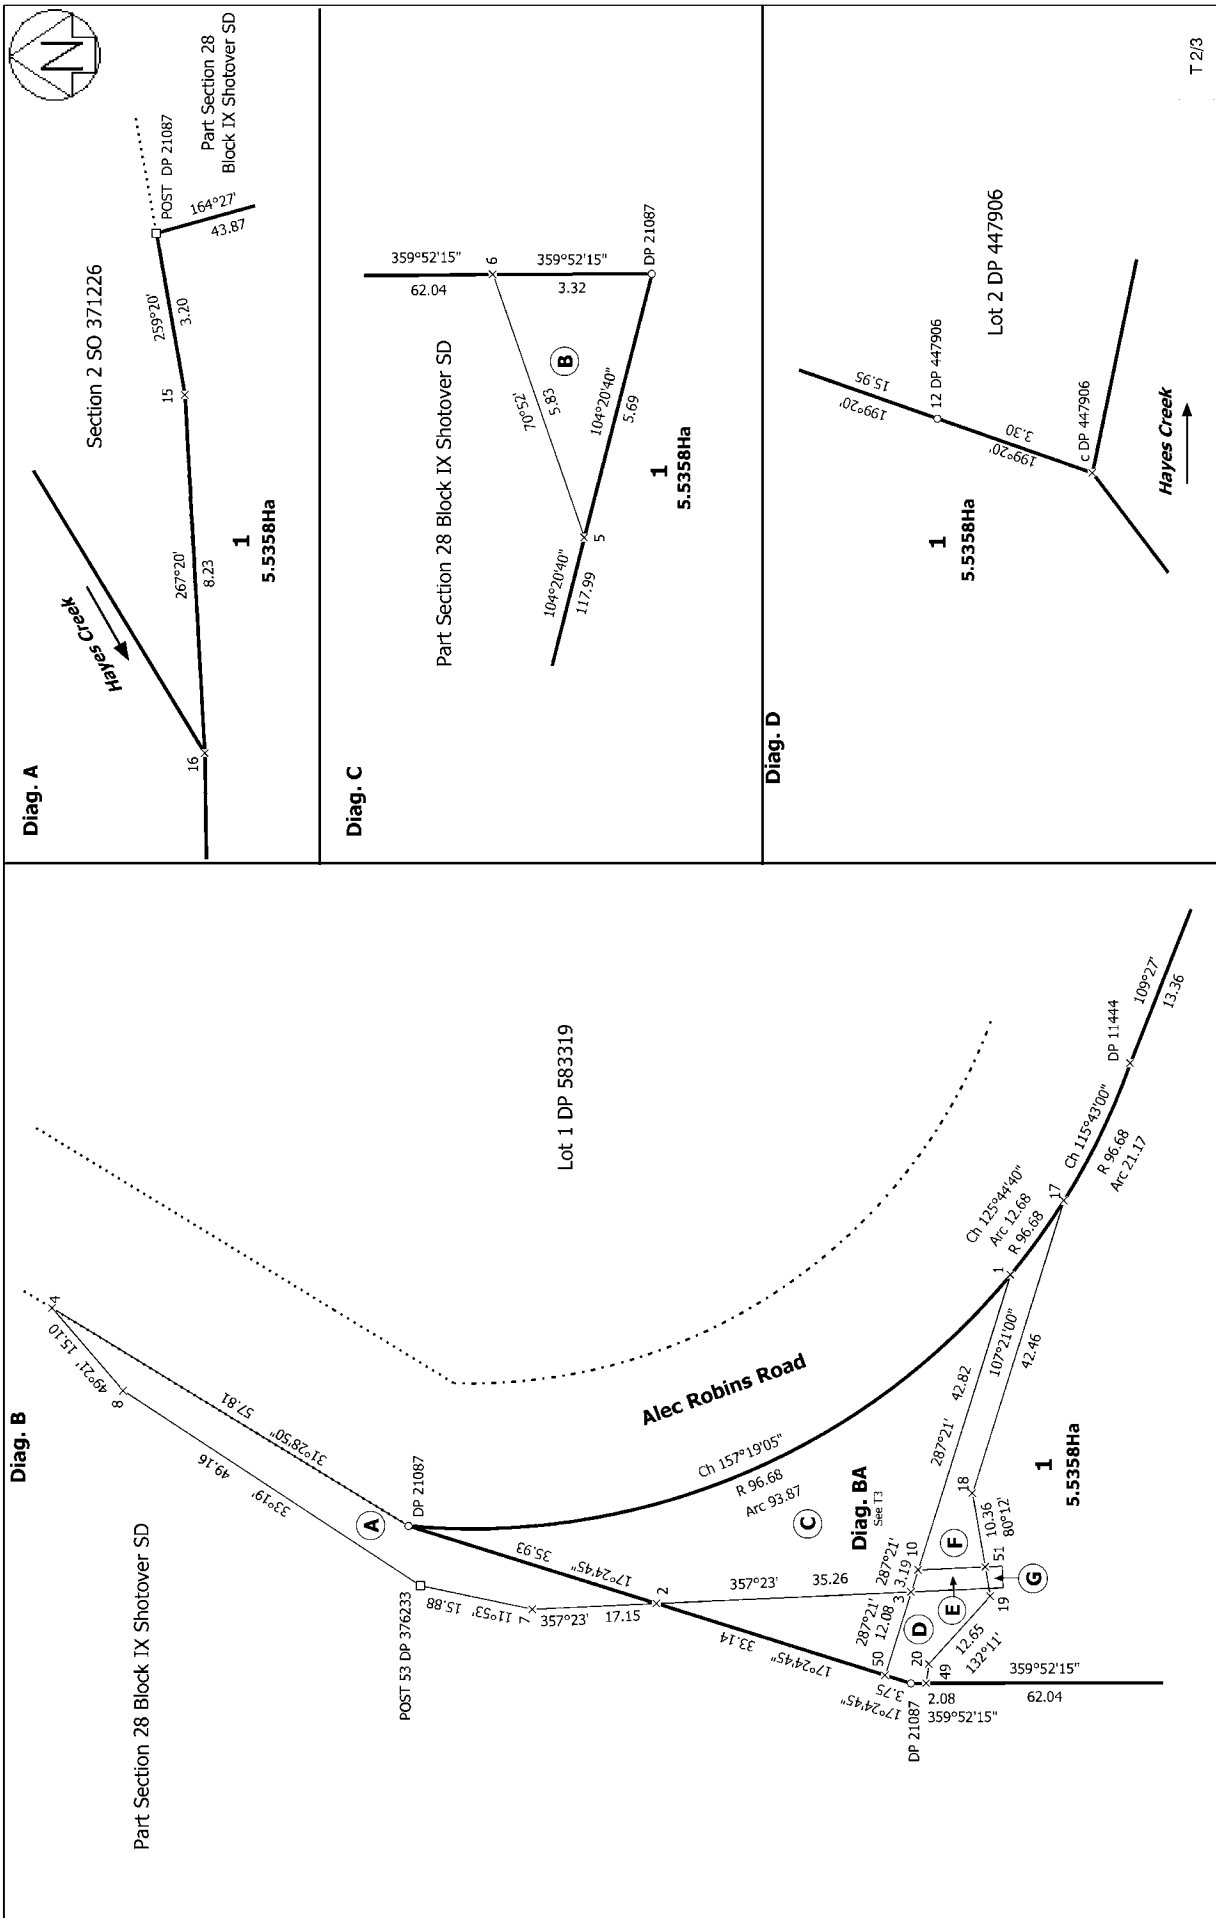 Diag. B
Part Section 28 Block IX Shotover SD
4
49°21' 15.10
8
49.16
33°19'
57.81
31°28'50"
A
DP 21087
POST 53 DP 376233
15.88 11°53'
7
357°23'
17.15
2
35.93
17°24'45"
33.14
17°24'45"
357°23'
35.26
Lot 1 DP 583319
Alec Robins Road
Ch 157°19'05"
R 96.68
Arc 93.87
C
Diag. BA
See T3
50
287°21'
12.08
3
287°21'
3.19
10
287°21'
42.82
1
107°21'00"
42.46
17
18
Ch 125°44'40"
Arc 12.68
R 96.68
Ch 115°43'00"
R 96.68
Arc 21.17
DP 11444
109°27'
13.36
3.75
17°24'45"
DP 21087
D
20
49
12.65
132°11'
19
E
F
G
51
10.36
80°12'
2.08
359°52'15"
359°52'15"
62.04
1
5.5358Ha
Diag. A
N
Hayes Creek
16
267°20'
8.23
15
259°20'
3.20
Section 2 SO 371226
POST DP 21087
164°27'
43.87
Part Section 28
Block IX Shotover SD
1
5.5358Ha
Diag. C
Part Section 28 Block IX Shotover SD
359°52'15"
62.04
6
359°52'15"
3.32
DP 21087
70°52'
5.83
B
104°20'40"
5.69
5
104°20'40"
117.99
1
5.5358Ha
Diag. D
1
5.5358Ha
15.95
199°20'
12 DP 447906
3.30
199°20'
c DP 447906
Lot 2 DP 447906
Hayes Creek
T 2/3